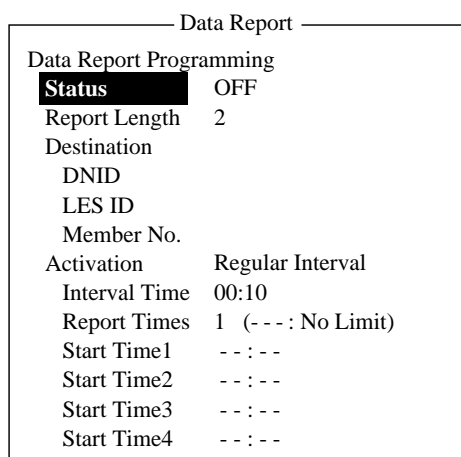 Data Report
Data Report Programming
Status OFF
Report Length 2
Destination
DNID
LES ID
Member No.
Activation Regular Interval
Interval Time 00:10
Report Times 1 (- - - : No Limit)
Start Time1 - - : - -
Start Time2 - - : - -
Start Time3 - - : - -
Start Time4 - - : - -